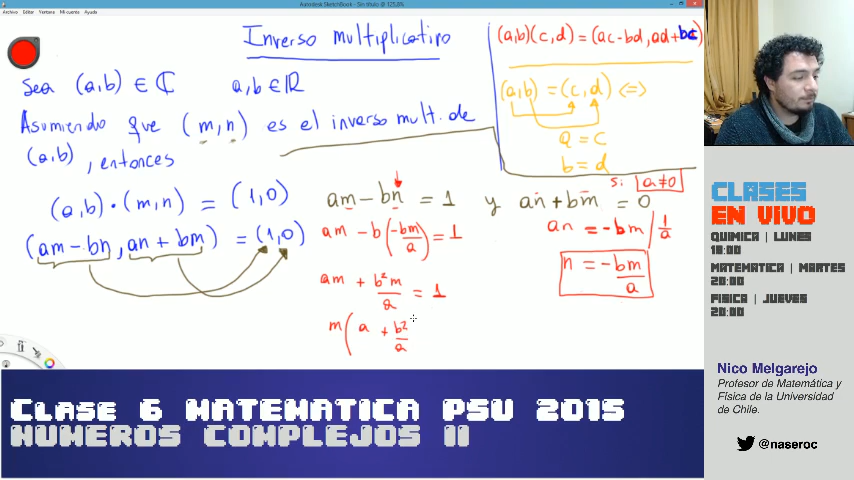 Autodesk SketchBook - Sin título @ 125,8%
Archivo Editar Ventana Mi cuenta Ayuda
Inverso multiplicativo
(a,b)(c,d) = (ac-bd, ad+bc)
Sea (a,b) ∈ ℂ a,b ∈ ℝ
(a,b) = (c,d) <=>
a = c
b = d
Asumiendo que (m,n) es el inverso mult. de
(a,b), entonces
(a,b)·(m,n) = (1,0)
(am-bn, an+bm) = (1,0)
am-bn = 1 y an+bm = 0
si a≠0
am - b(-bm/a) = 1
an = -bm / 1/a
am + b²m/a = 1
n = -bm/a
m(a + b²/a
CLASES
EN VIVO
QUIMICA | LUNES
18:00
MATEMATICA | MARTES
20:00
FISICA | JUEVES
20:00
Nico Melgarejo
Profesor de Matemática y
Física de la Universidad
de Chile.
@naseroc
Clase 6 MATEMATICA PSU 2015
NUMEROS COMPLEJOS II